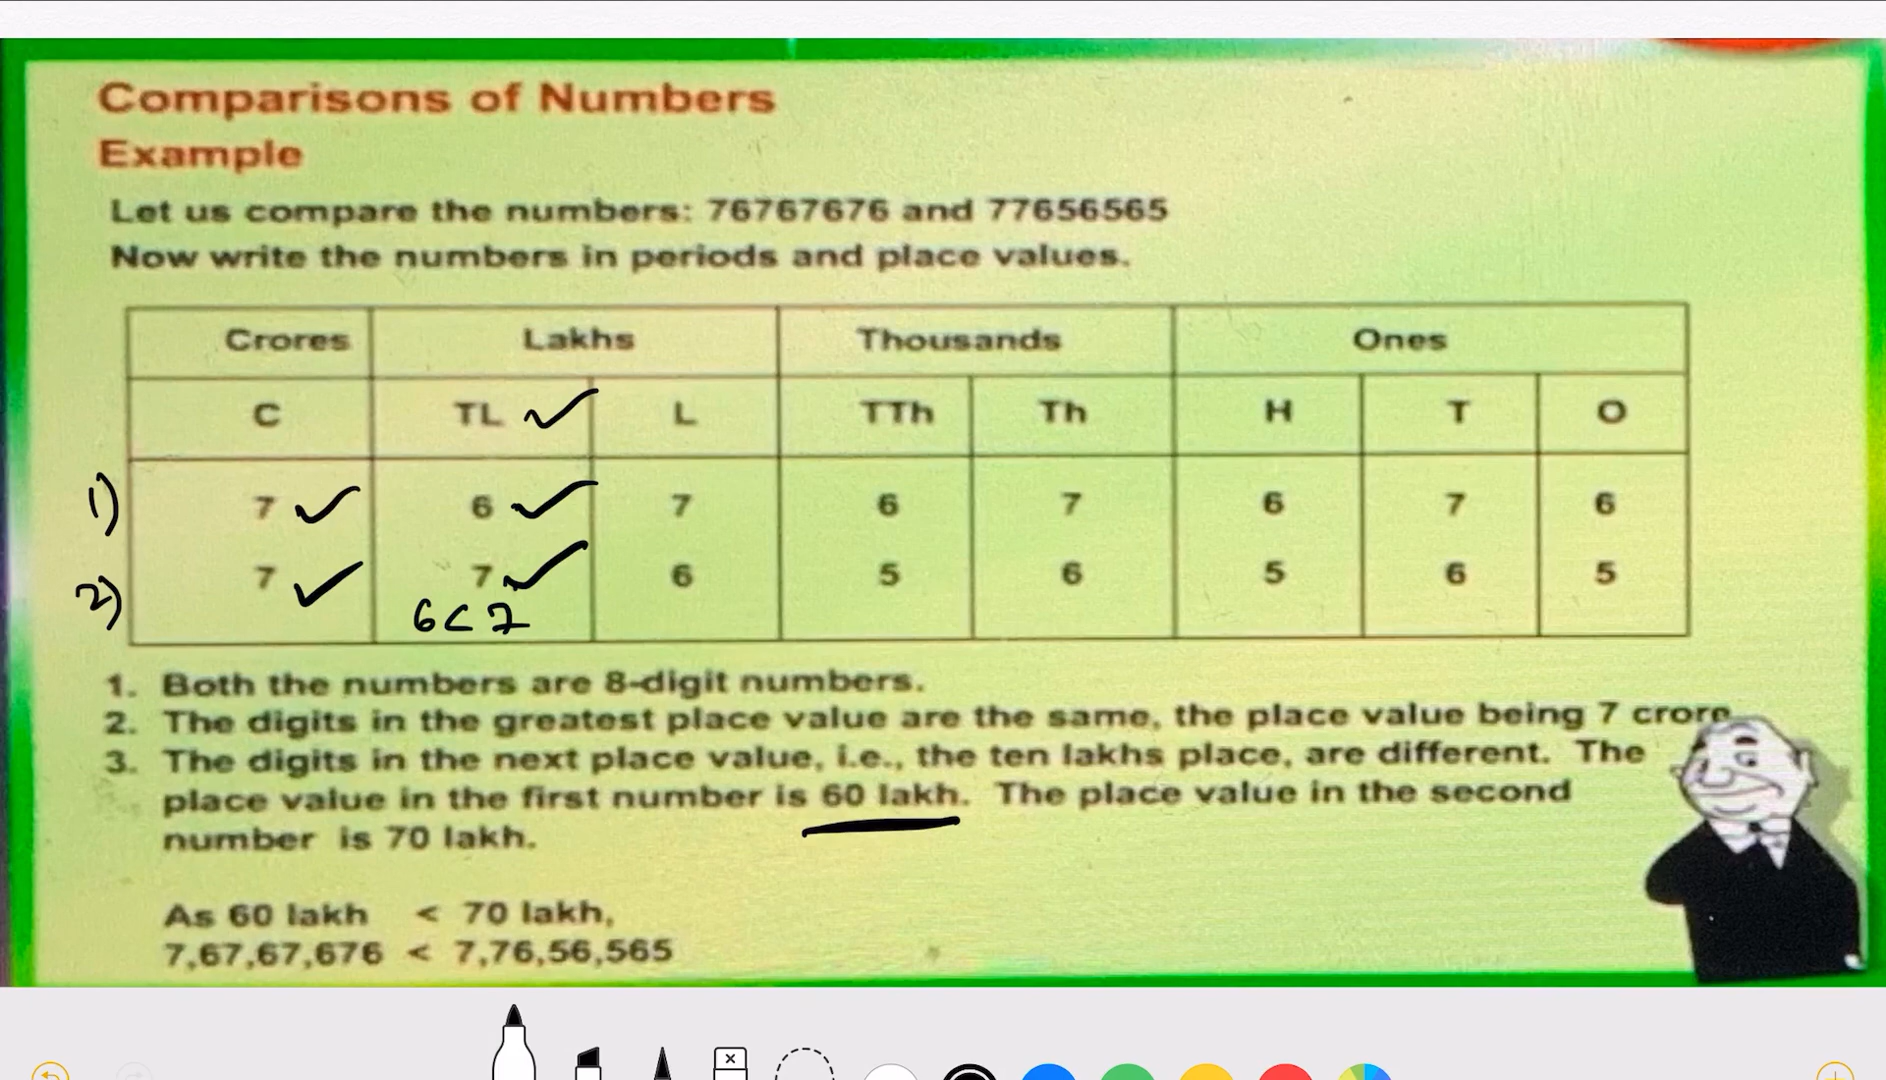 Comparisons of Numbers
Example
Let us compare the numbers: 76767676 and 77656565
Now write the numbers in periods and place values.
Crores Lakhs Thousands Ones
C TL L TTh Th H T O
1) 7 6 7 6 7 6 7 6
2) 7 7 6 5 6 5 6 5
6<7
1. Both the numbers are 8-digit numbers.
2. The digits in the greatest place value are the same, the place value being 7 crore
3. The digits in the next place value, i.e., the ten lakhs place, are different. The
place value in the first number is 60 lakh. The place value in the second
number is 70 lakh.
As 60 lakh < 70 lakh,
7,67,67,676 < 7,76,56,565